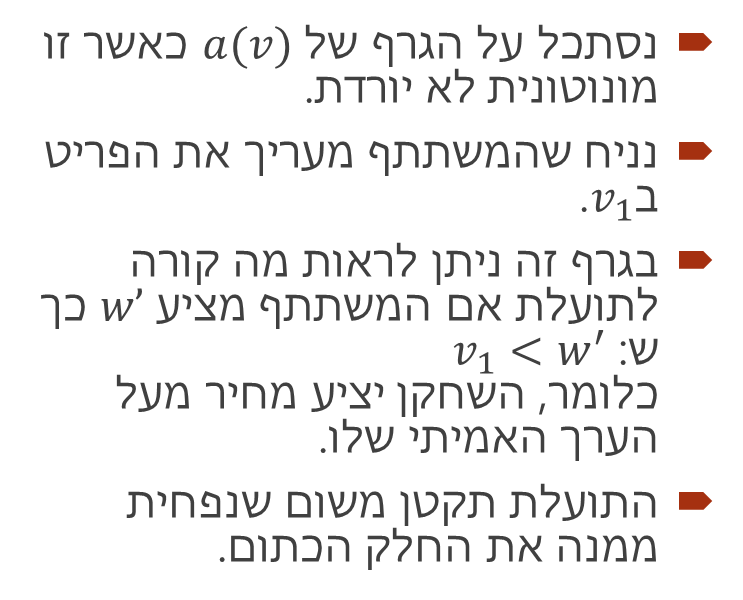 נסתכל על הגרף של a(v) כאשר זו
מונוטונית לא יורדת.
נניח שהמשתתף מעריך את הפריט
בv₁.
בגרף זה ניתן לראות מה קורה
לתועלת אם המשתתף מציע w’ כך
ש: v₁ < w′
כלומר, השחקן יציע מחיר מעל
הערך האמיתי שלו.
התועלת תקטן משום שנפחית
ממנה את החלק הכתום.